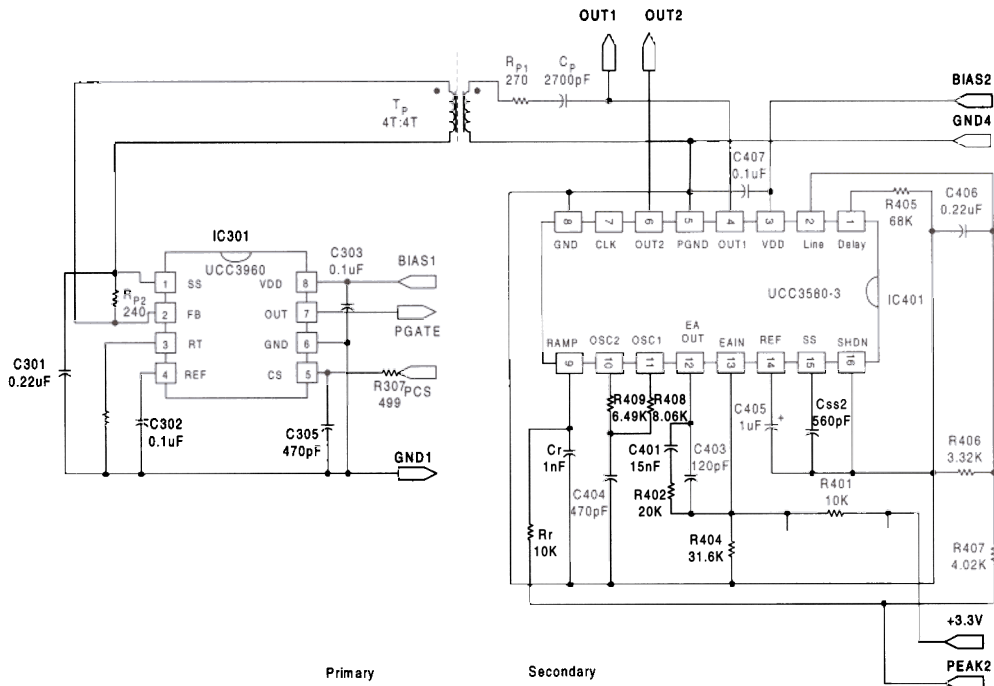 OUT1 OUT2
RP1
270
CP
2700pF
BIAS2
TP
4T:4T
GND4
C407
0.1uF
R405
68K
C406
0.22uF
8 7 6 5 4 3 2 1
GND CLK OUT2 PGND OUT1 VDD Line Delay
IC301
UCC3960
C303
0.1uF
BIAS1
1 SS VDD 8
RP2
240
2 FB OUT 7
PGATE
3 RT GND 6
4 REF CS 5
R307
499
PCS
C301
0.22uF
C302
0.1uF
C305
470pF
GND1
UCC3580-3
IC401
RAMP OSC2 OSC1 EA OUT EAIN REF SS SHDN
9 10 11 12 13 14 15 16
R409
6.49K
R408
8.06K
C405
1uF
+
Css2
560pF
R406
3.32K
Cr
1nF
C401
15nF
C403
120pF
C404
470pF
R402
20K
R401
10K
Rr
10K
R404
31.6K
R407
4.02K
+3.3V
PEAK2
Primary Secondary